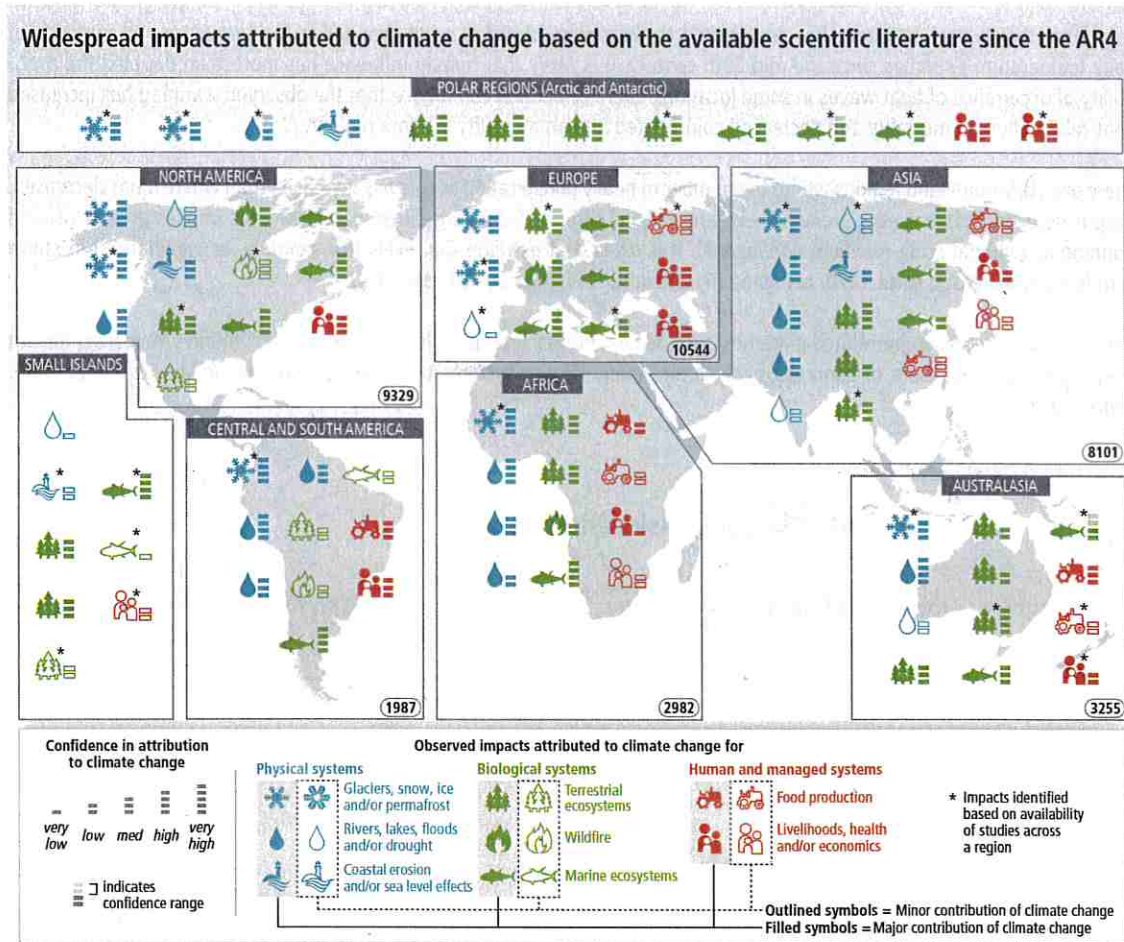 Widespread impacts attributed to climate change based on the available scientific literature since the AR4
POLAR REGIONS (Arctic and Antarctic)
NORTH AMERICA
EUROPE
ASIA
9329
10544
8101
SMALL ISLANDS
CENTRAL AND SOUTH AMERICA
AFRICA
AUSTRALASIA
1987
2982
3255
Confidence in attribution
to climate change
very low
low
med
high
very high
indicates
confidence range
Observed impacts attributed to climate change for
Physical systems
Glaciers, snow, ice
and/or permafrost
Rivers, lakes, floods
and/or drought
Coastal erosion
and/or sea level effects
Biological systems
Terrestrial
ecosystems
Wildfire
Marine ecosystems
Human and managed systems
Food production
Livelihoods, health
and/or economics
* Impacts identified
based on availability
of studies across
a region
Outlined symbols = Minor contribution of climate change
Filled symbols = Major contribution of climate change